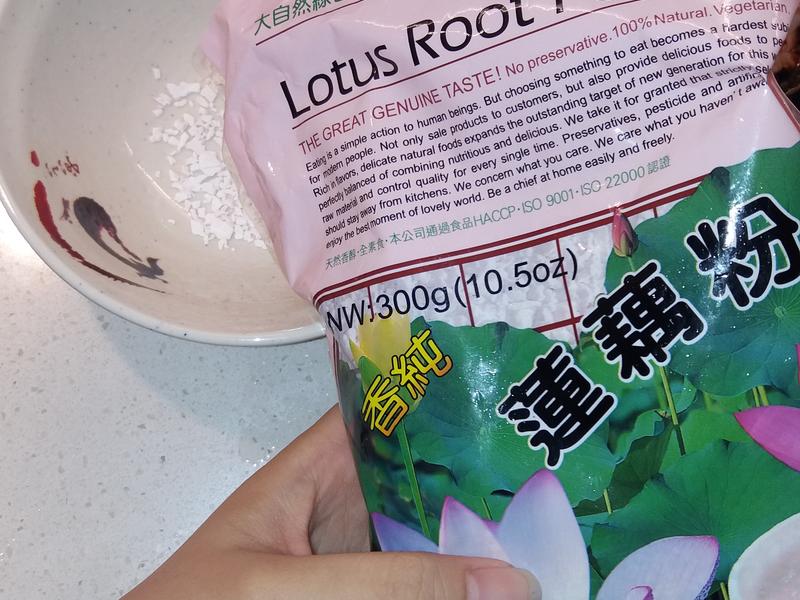 大自然綠
Lotus Root
THE GREAT GENUINE TASTE! No preservative.100% Natural.Vegetarian
Eating is a simple action to human beings. But choosing something to eat becomes a hardest
for modern people. Not only sale products to customers, but also provide delicious foods to
Rich in flavors, delicate natural foods expands the outstanding target of new generation for this
perfectly balanced of combining nutritious and delicious. We take it for granted that strictly
raw material and control quality for every single time. Preservatives, pesticide and
should stay away from kitchens. We concern what you care. We care what you haven't
enjoy the best moment of lovely world. Be a chef at home easily and freely.
天然香醇·全素食·本公司通過食品HACCP·ISO 9001·ISO 22000認證
NW:300g(10.5oz)
香純
蓮藕粉